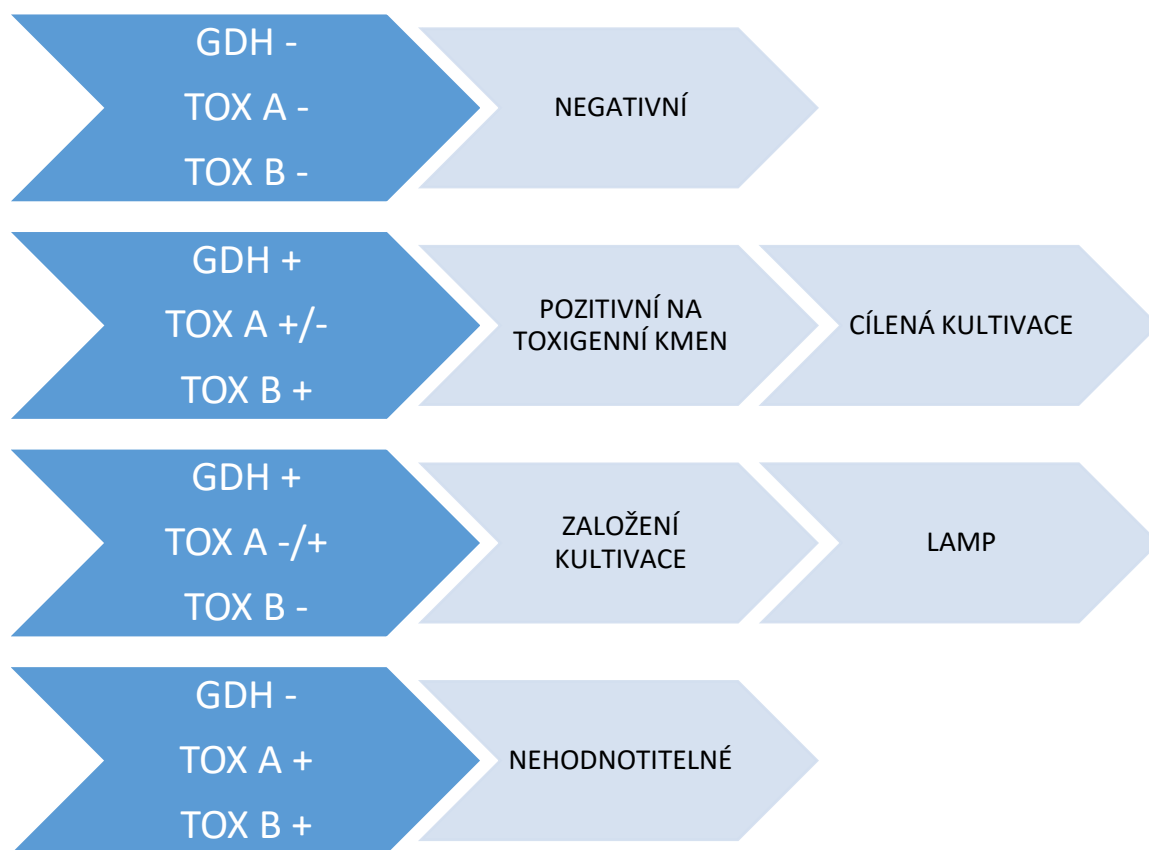 GDH -
TOX A -
TOX B -
NEGATIVNÍ
GDH +
TOX A +/-
TOX B +
POZITIVNÍ NA
TOXIGENNÍ KMEN
CÍLENÁ KULTIVACE
GDH +
TOX A -/+
TOX B -
ZALOŽENÍ
KULTIVACE
LAMP
GDH -
TOX A +
TOX B +
NEHODNOTITELNÉ